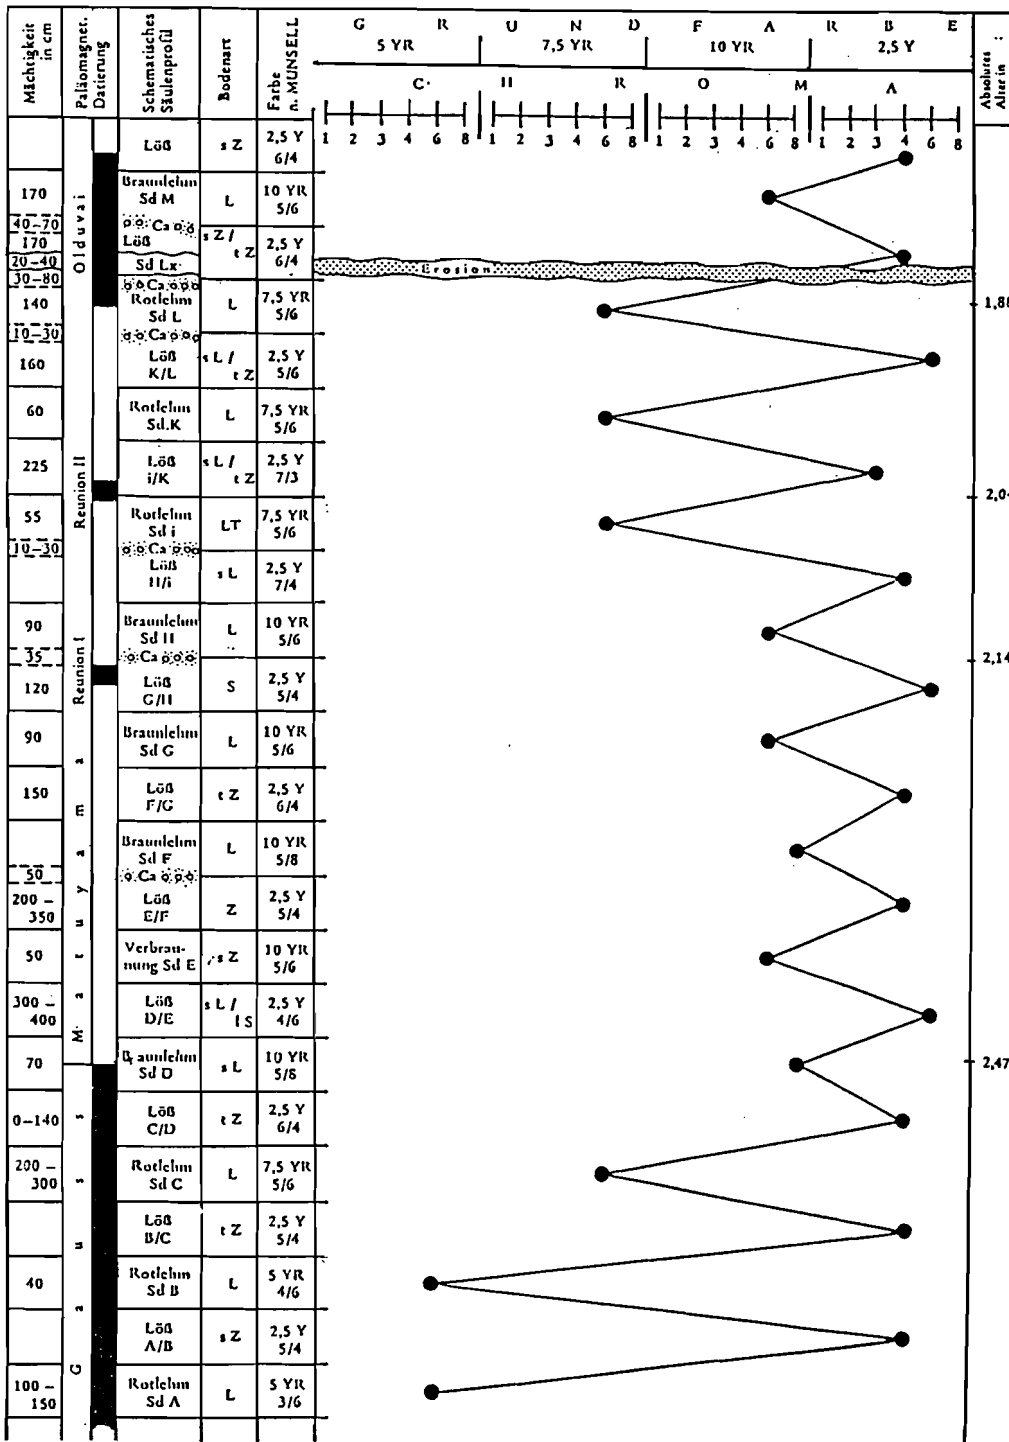 Mächtigkeit in cm
Paläomagnet. Datierung
Schematisches Säulenprofil
Bodenart
Farbe n. MUNSELL
G R U N D F A R B E
5 YR 7,5 YR 10 YR 2,5 Y
C H R O M A
1 2 3 4 6 8 1 2 3 4 6 8 1 2 3 4 6 8 1 2 3 4 6 8
Absolutes Alter in :
Löß s Z 2,5 Y 6/4
170 Braunlehm Sd M L 10 YR 5/6
40-70 Ca
170 Löß s Z / t Z 2,5 Y 6/4
20-40 Sd Lx
Erosion
30-80 Ca
140 Rotlehm Sd L L 7,5 YR 5/6
1,88
10-30 Ca
160 Löß K/L s L / t Z 2,5 Y 5/6
60 Rotlehm Sd.K L 7,5 YR 5/6
225 Löß i/K s L / t Z 2,5 Y 7/3
2,04
55 Rotlehm Sd i LT 7,5 YR 5/6
10-30 Ca
Löß H/i s L 2,5 Y 7/4
90 Braunlehm Sd H L 10 YR 5/6
35 Ca
2,14
120 Löß G/H S 2,5 Y 5/4
90 Braunlehm Sd G L 10 YR 5/6
150 Löß F/G t Z 2,5 Y 6/4
Braunlehm Sd F L 10 YR 5/8
50 Ca
200 - 350 Löß E/F Z 2,5 Y 5/4
50 Verbrau- nung Sd E s Z 10 YR 5/6
300 - 400 Löß D/E s L / l S 2,5 Y 4/6
70 Braunlehm Sd D s L 10 YR 5/8
2,47
0-140 Löß C/D t Z 2,5 Y 6/4
200 - 300 Rotlehm Sd C L 7,5 YR 5/6
Löß B/C t Z 2,5 Y 5/4
40 Rotlehm Sd B L 5 YR 4/6
Löß A/B s Z 2,5 Y 5/4
100 - 150 Rotlehm Sd A L 5 YR 3/6
Olduvai
Reunion II
Reunion I
M a t u y a m a
G a u s s